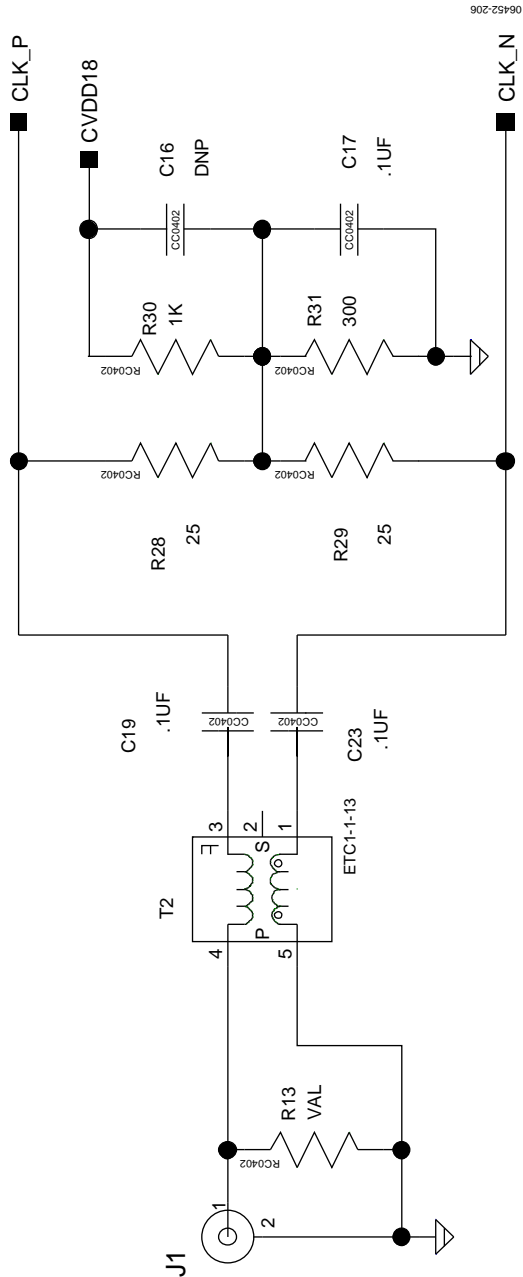 06452-206
CLK_P
CVDD18
CLK_N
C16
DNP
CC0402
C17
.1UF
CC0402
R30
1K
RC0402
R31
300
RC0402
R28
25
RC0402
R29
25
RC0402
C19
.1UF
CC0402
C23
.1UF
CC0402
T2
ETC1-1-13
3
2
1
S
P
4
5
R13
VAL
RC0402
J1
1
2